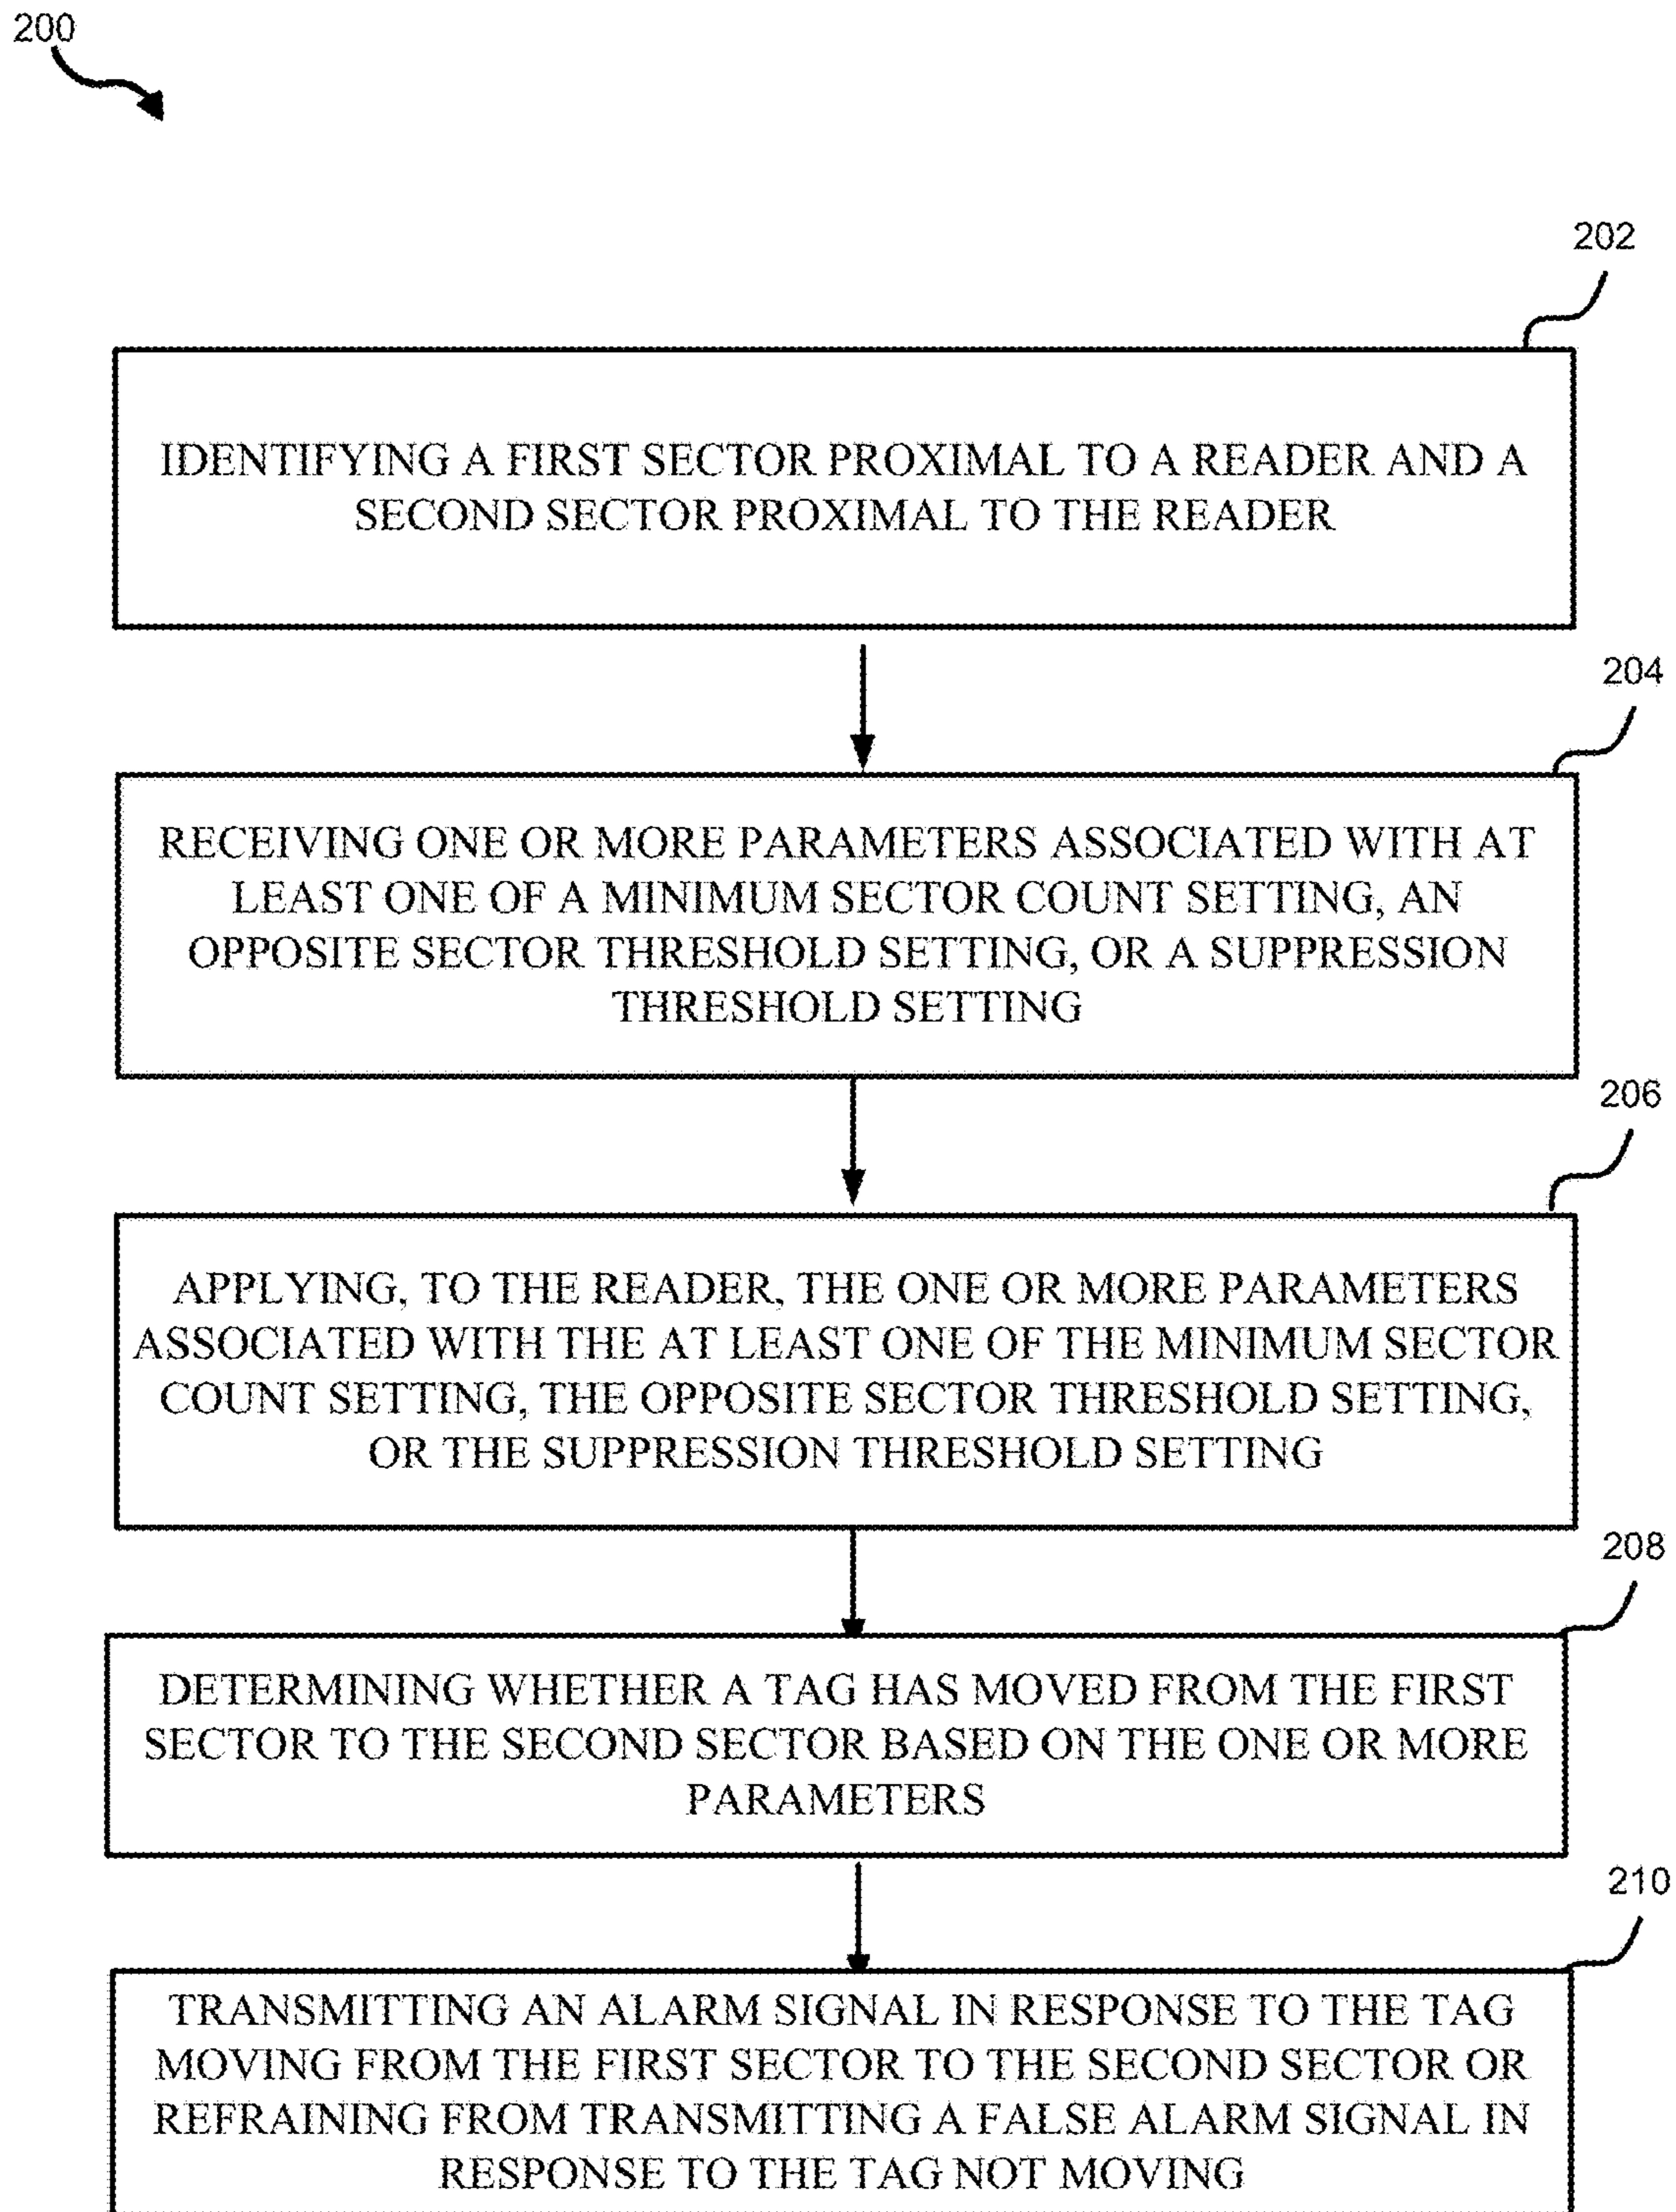 200
202
IDENTIFYING A FIRST SECTOR PROXIMAL TO A READER AND A
SECOND SECTOR PROXIMAL TO THE READER
204
RECEIVING ONE OR MORE PARAMETERS ASSOCIATED WITH AT
LEAST ONE OF A MINIMUM SECTOR COUNT SETTING, AN
OPPOSITE SECTOR THRESHOLD SETTING, OR A SUPPRESSION
THRESHOLD SETTING
206
APPLYING, TO THE READER, THE ONE OR MORE PARAMETERS
ASSOCIATED WITH THE AT LEAST ONE OF THE MINIMUM SECTOR
COUNT SETTING, THE OPPOSITE SECTOR THRESHOLD SETTING,
OR THE SUPPRESSION THRESHOLD SETTING
208
DETERMINING WHETHER A TAG HAS MOVED FROM THE FIRST
SECTOR TO THE SECOND SECTOR BASED ON THE ONE OR MORE
PARAMETERS
210
TRANSMITTING AN ALARM SIGNAL IN RESPONSE TO THE TAG
MOVING FROM THE FIRST SECTOR TO THE SECOND SECTOR OR
REFRAINING FROM TRANSMITTING A FALSE ALARM SIGNAL IN
RESPONSE TO THE TAG NOT MOVING